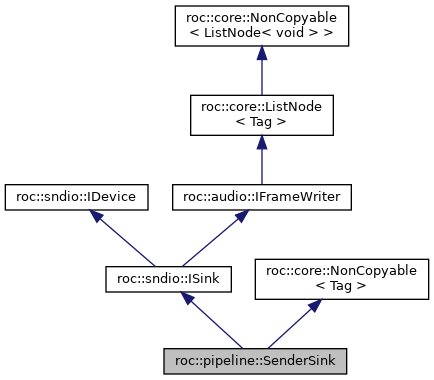 roc::core::NonCopyable
< ListNode< void > >
roc::core::ListNode
< Tag >
roc::sndio::IDevice
roc::audio::IFrameWriter
roc::sndio::ISink
roc::core::NonCopyable
< Tag >
roc::pipeline::SenderSink